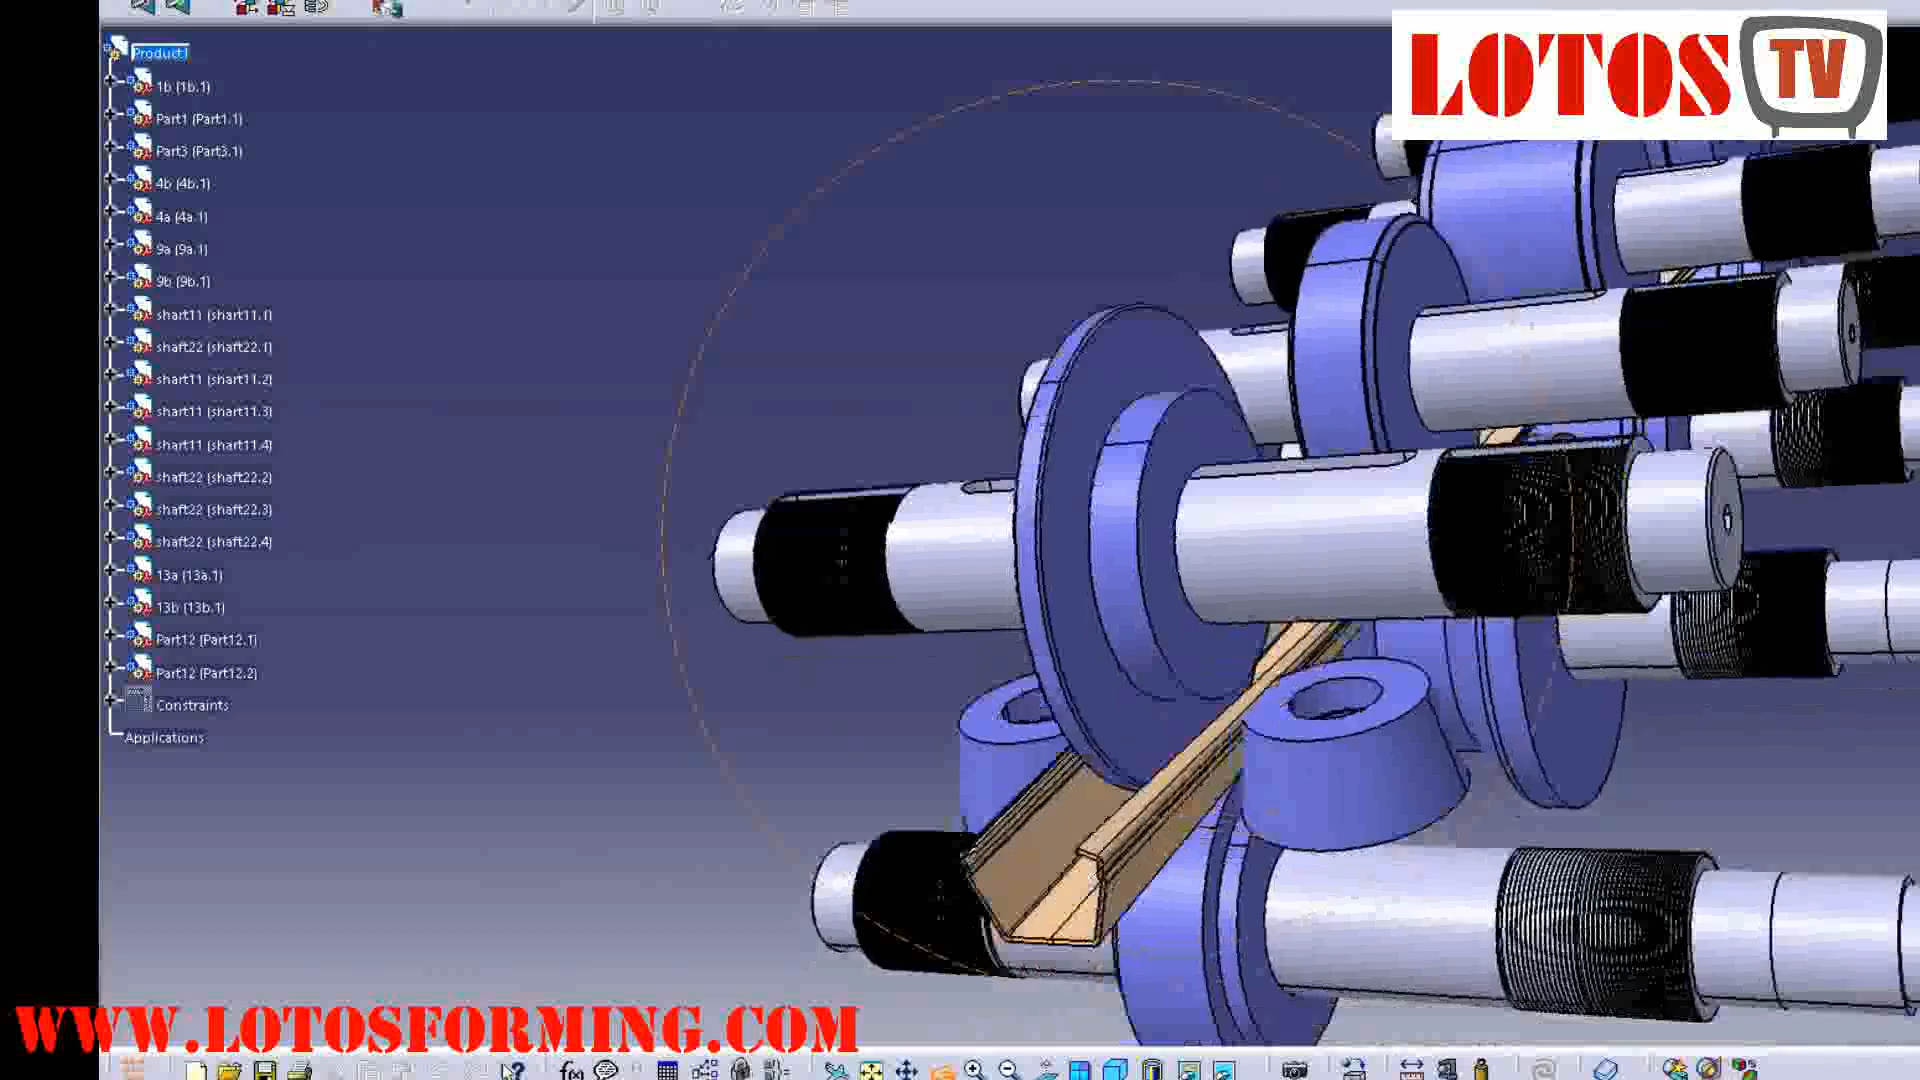 LOTOS TV
Product1
1b (1b.1)
Part1 (Part1.1)
Part3 (Part3.1)
4b (4b.1)
4a (4a.1)
9a (9a.1)
9b (9b.1)
shart11 (shart11.1)
shaft22 (shaft22.1)
shart11 (shart11.2)
shart11 (shart11.3)
shart11 (shart11.4)
shaft22 (shaft22.2)
shaft22 (shaft22.3)
shaft22 (shaft22.4)
13a (13a.1)
13b (13b.1)
Part12 (Part12.1)
Part12 (Part12.2)
Constraints
Applications
WWW.LOTOSFORMING.COM
f(x)